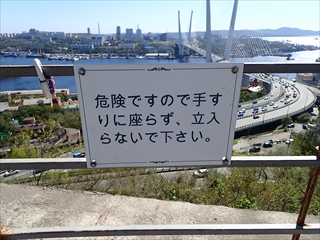 危険ですので手す
りに座らず、立入
らないで下さい。